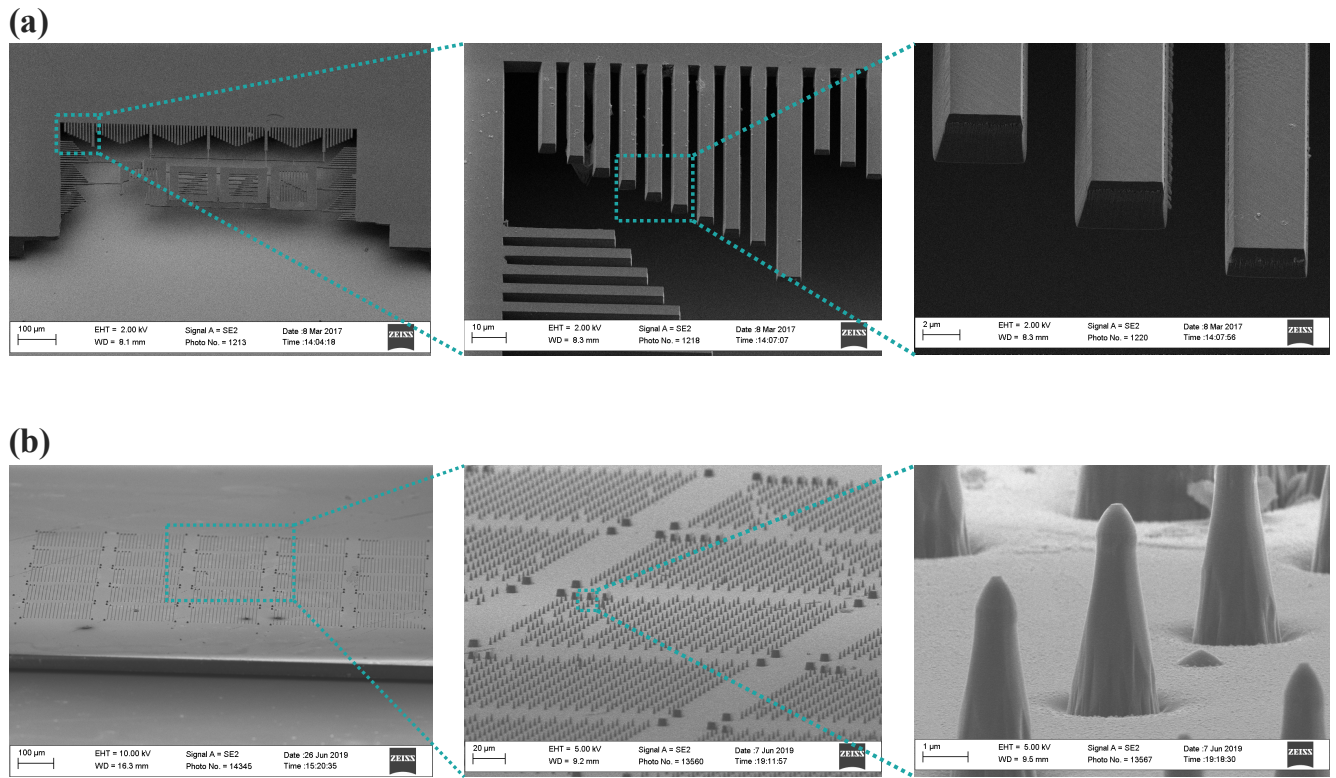 (a)
100 µm EHT = 2.00 kV Signal A = SE2 Date :8 Mar 2017 ZEISS
WD = 8.1 mm Photo No. = 1213 Time :14:04:18
10 µm EHT = 2.00 kV Signal A = SE2 Date :8 Mar 2017 ZEISS
WD = 8.3 mm Photo No. = 1218 Time :14:07:07
2 µm EHT = 2.00 kV Signal A = SE2 Date :8 Mar 2017 ZEISS
WD = 8.3 mm Photo No. = 1220 Time :14:07:56
(b)
100 µm EHT = 10.00 kV Signal A = SE2 Date :26 Jun 2019 ZEISS
WD = 16.3 mm Photo No. = 14345 Time :15:20:35
20 µm EHT = 5.00 kV Signal A = SE2 Date :7 Jun 2019 ZEISS
WD = 9.2 mm Photo No. = 13560 Time :19:11:57
1 µm EHT = 5.00 kV Signal A = SE2 Date :7 Jun 2019 ZEISS
WD = 9.5 mm Photo No. = 13567 Time :19:18:30